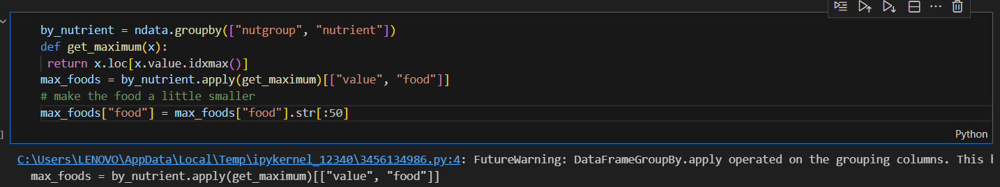 by_nutrient = ndata.groupby(["nutgroup", "nutrient"])
def get_maximum(x):
 return x.loc[x.value.idxmax()]
max_foods = by_nutrient.apply(get_maximum)[["value", "food"]]
# make the food a little smaller
max_foods["food"] = max_foods["food"].str[:50]
Python
]
C:\Users\LENOVO\AppData\Local\Temp\ipykernel_12340\3456134986.py:4: FutureWarning: DataFrameGroupBy.apply operated on the grouping columns. This
  max_foods = by_nutrient.apply(get_maximum)[["value", "food"]]